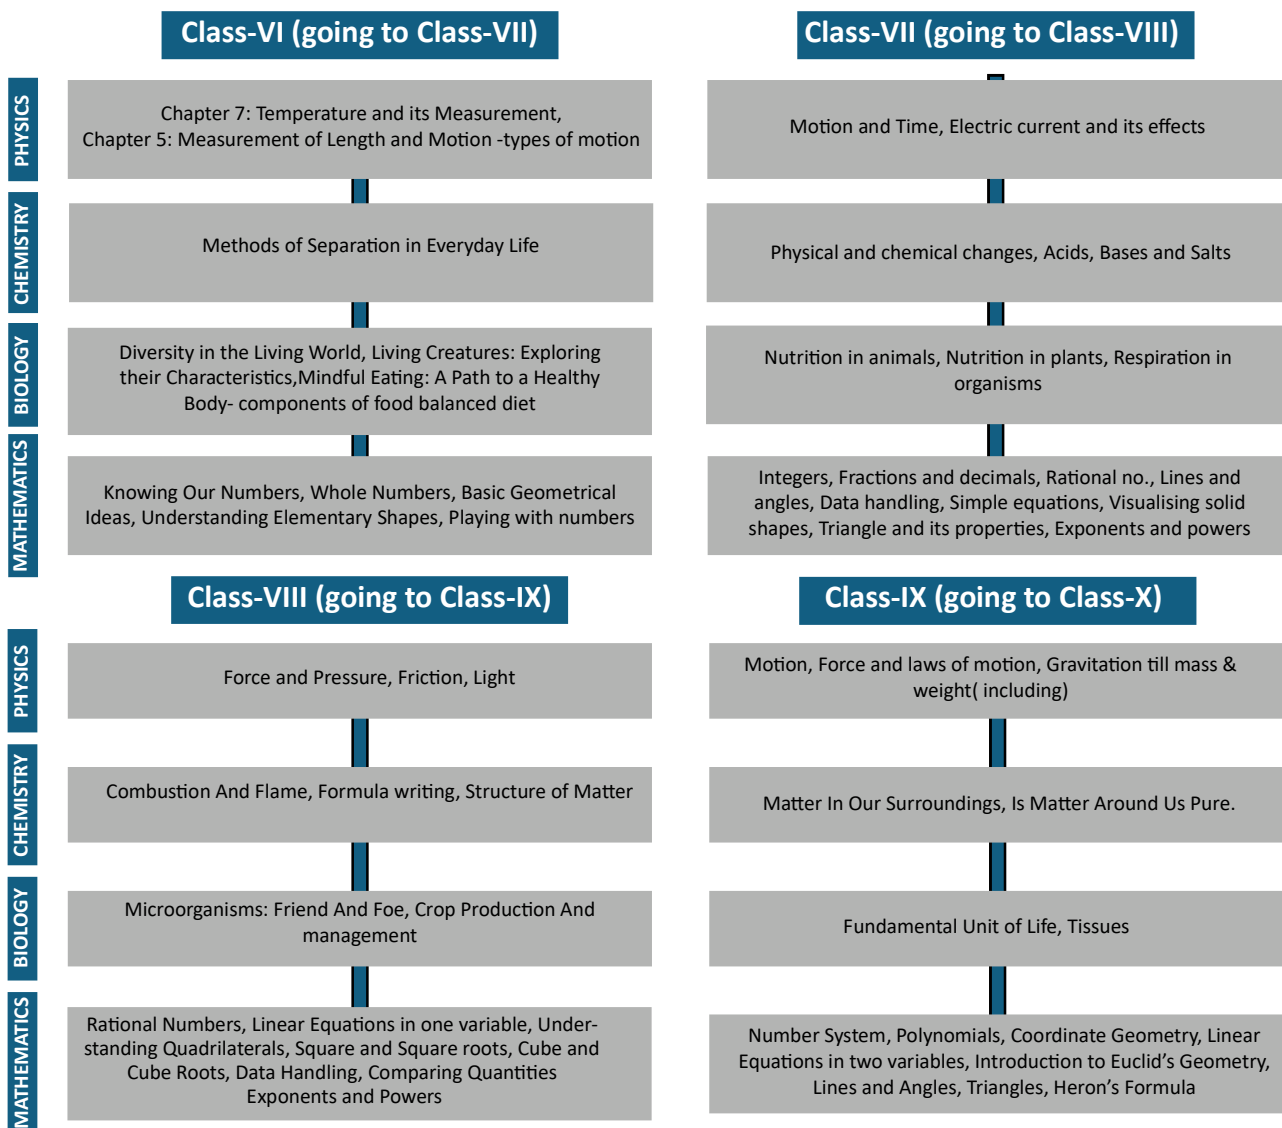 Class-VI (going to Class-VII)
PHYSICS
Chapter 7: Temperature and its Measurement,
Chapter 5: Measurement of Length and Motion -types of motion
CHEMISTRY
Methods of Separation in Everyday Life
BIOLOGY
Diversity in the Living World, Living Creatures: Exploring
their Characteristics,Mindful Eating: A Path to a Healthy
Body- components of food balanced diet
MATHEMATICS
Knowing Our Numbers, Whole Numbers, Basic Geometrical
Ideas, Understanding Elementary Shapes, Playing with numbers
Class-VII (going to Class-VIII)
Motion and Time, Electric current and its effects
Physical and chemical changes, Acids, Bases and Salts
Nutrition in animals, Nutrition in plants, Respiration in
organisms
Integers, Fractions and decimals, Rational no., Lines and
angles, Data handling, Simple equations, Visualising solid
shapes, Triangle and its properties, Exponents and powers
Class-VIII (going to Class-IX)
PHYSICS
Force and Pressure, Friction, Light
CHEMISTRY
Combustion And Flame, Formula writing, Structure of Matter
BIOLOGY
Microorganisms: Friend And Foe, Crop Production And
management
MATHEMATICS
Rational Numbers, Linear Equations in one variable, Under-
standing Quadrilaterals, Square and Square roots, Cube and
Cube Roots, Data Handling, Comparing Quantities
Exponents and Powers
Class-IX (going to Class-X)
Motion, Force and laws of motion, Gravitation till mass &
weight( including)
Matter In Our Surroundings, Is Matter Around Us Pure.
Fundamental Unit of Life, Tissues
Number System, Polynomials, Coordinate Geometry, Linear
Equations in two variables, Introduction to Euclid’s Geometry,
Lines and Angles, Triangles, Heron’s Formula